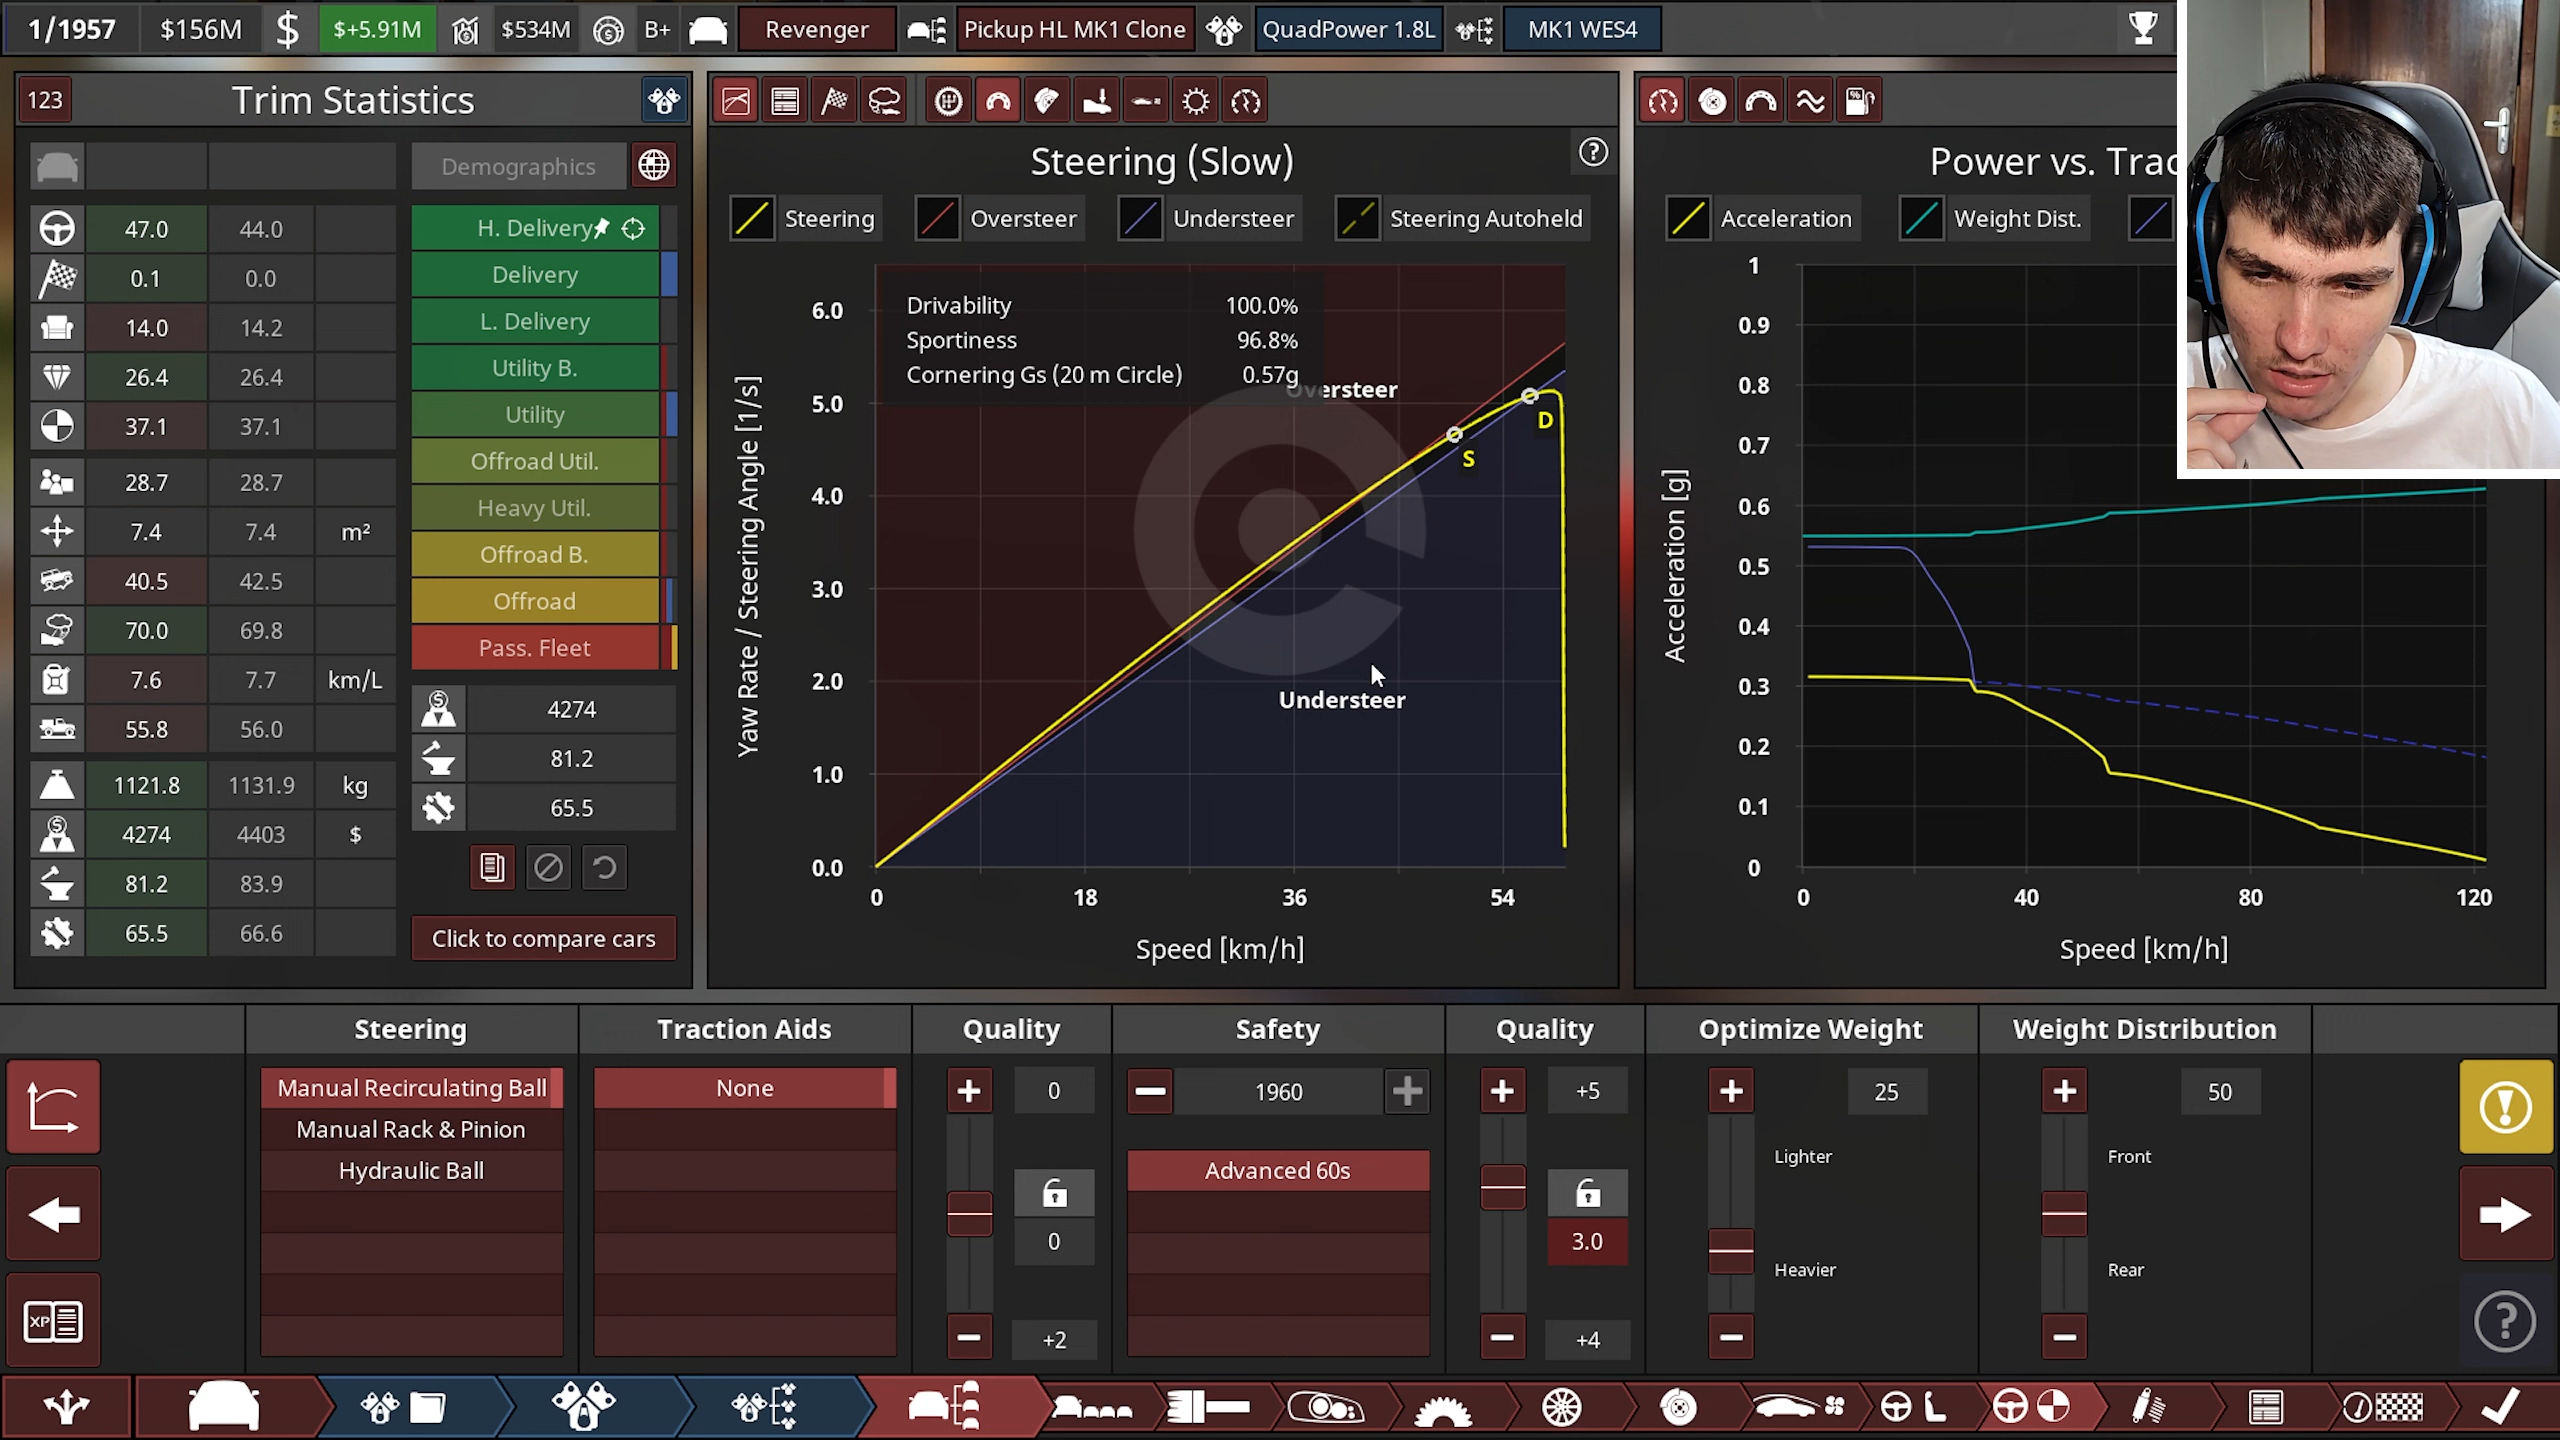 1/1957 $156M $+5.91M $534M B+ Revenger Pickup HL MK1 Clone QuadPower 1.8L MK1 WES4
123 Trim Statistics
Demographics
47.0 44.0
0.1 0.0
14.0 14.2
26.4 26.4
37.1 37.1
28.7 28.7
7.4 7.4 m²
40.5 42.5
70.0 69.8
7.6 7.7 km/L
55.8 56.0
1121.8 1131.9 kg
4274 4403 $
81.2 83.9
65.5 66.6
H. Delivery
Delivery
L. Delivery
Utility B.
Utility
Offroad Util.
Heavy Util.
Offroad B.
Offroad
Pass. Fleet
4274
81.2
65.5
Click to compare cars
Steering (Slow)
?
Steering Oversteer Understeer Steering Autoheld
Drivability 100.0%
Sportiness 96.8%
Cornering Gs (20 m Circle) 0.57g
Oversteer
D
S
Understeer
Yaw Rate / Steering Angle [1/s]
6.0
5.0
4.0
3.0
2.0
1.0
0.0
0 18 36 54
Speed [km/h]
Power vs. Trac
Acceleration Weight Dist.
Acceleration [g]
1
0.9
0.8
0.7
0.6
0.5
0.4
0.3
0.2
0.1
0
0 40 80 120
Speed [km/h]
Steering
Manual Recirculating Ball
Manual Rack & Pinion
Hydraulic Ball
Traction Aids
None
Quality
+ 0
0
− +2
Safety
− 1960 +
Advanced 60s
Quality
+ +5
3.0
− +4
Optimize Weight
+ 25
Lighter
Heavier
−
Weight Distribution
+ 50
Front
Rear
−
XP
?